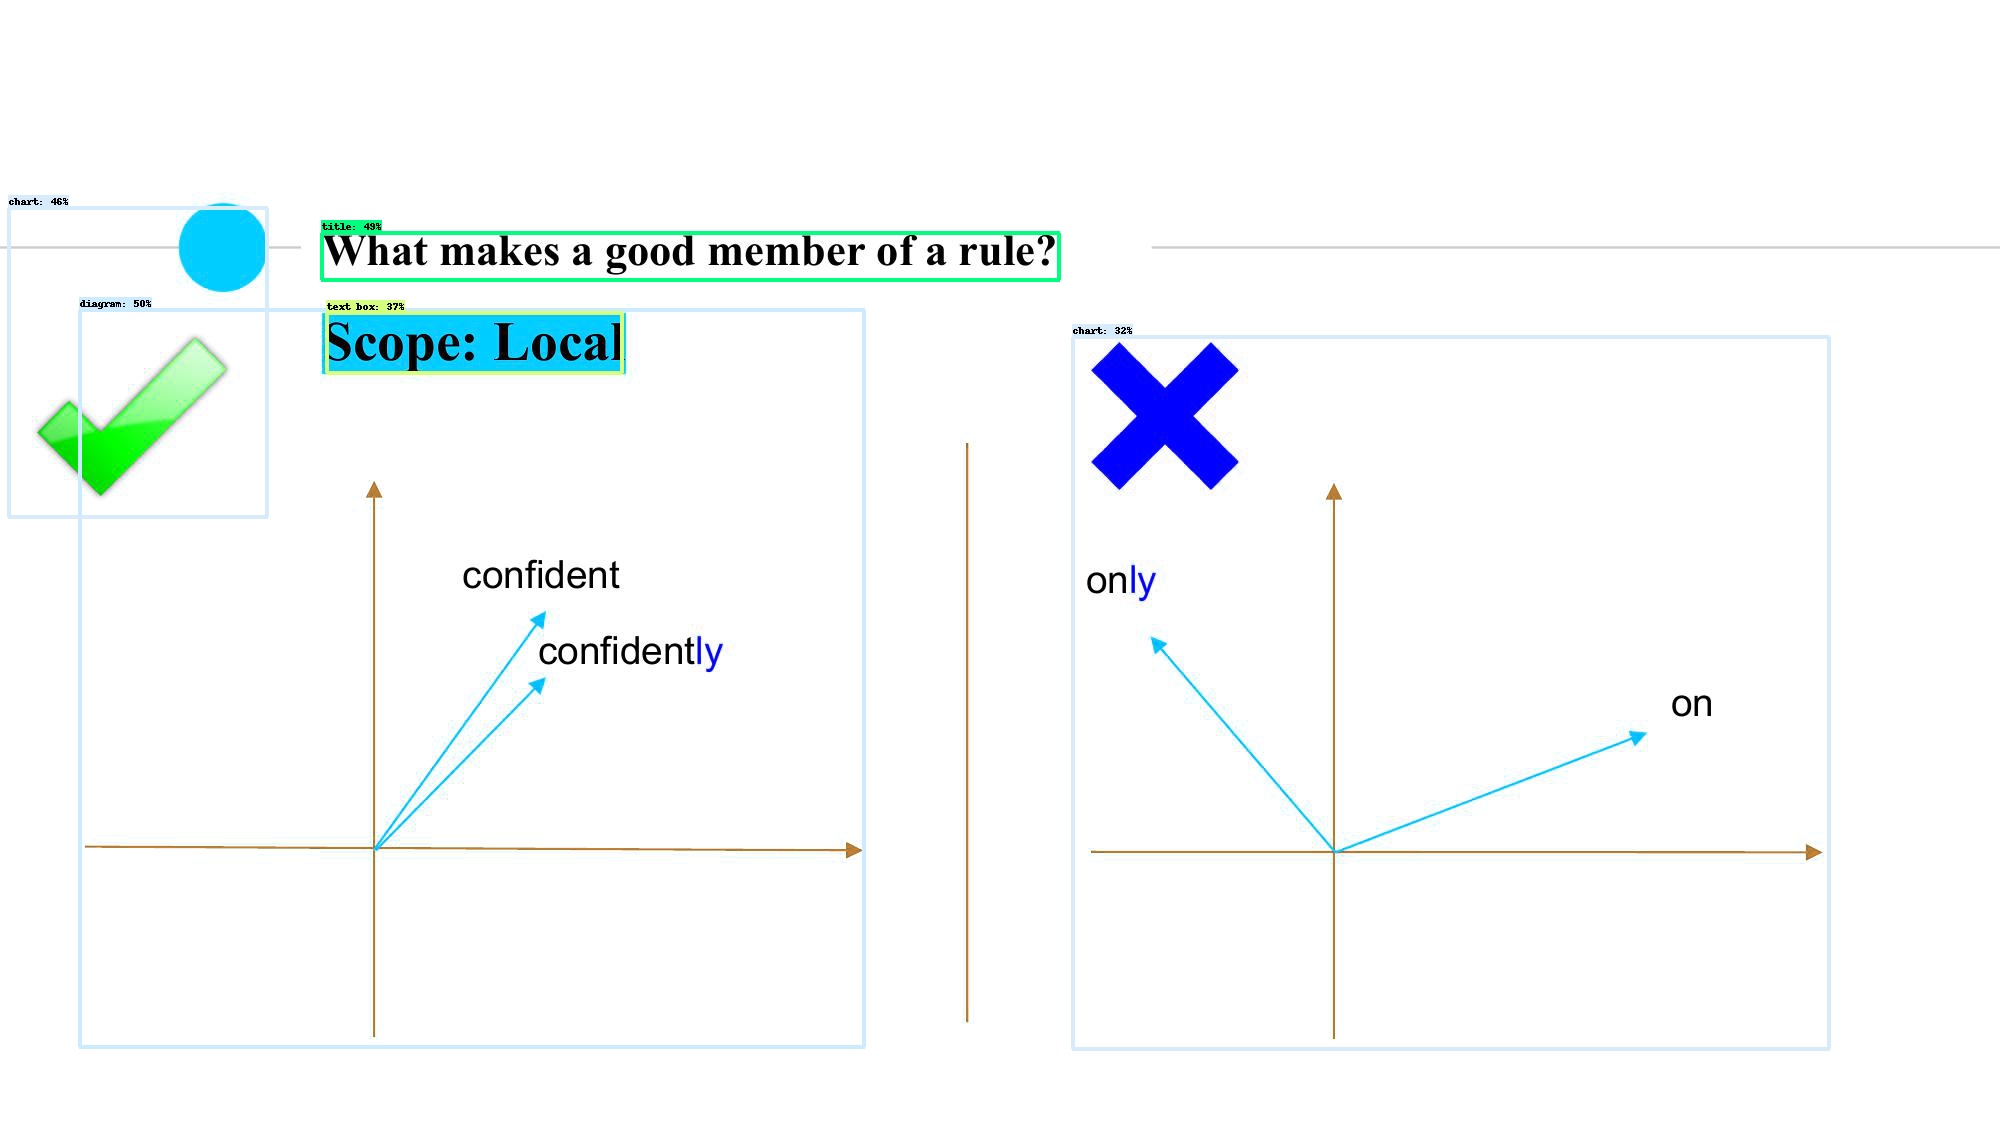 chart: 46%
title: 49%
What makes a good member of a rule?
diagram: 50%
text box: 37%
Scope: Local
chart: 32%
confident
confidently
only
on